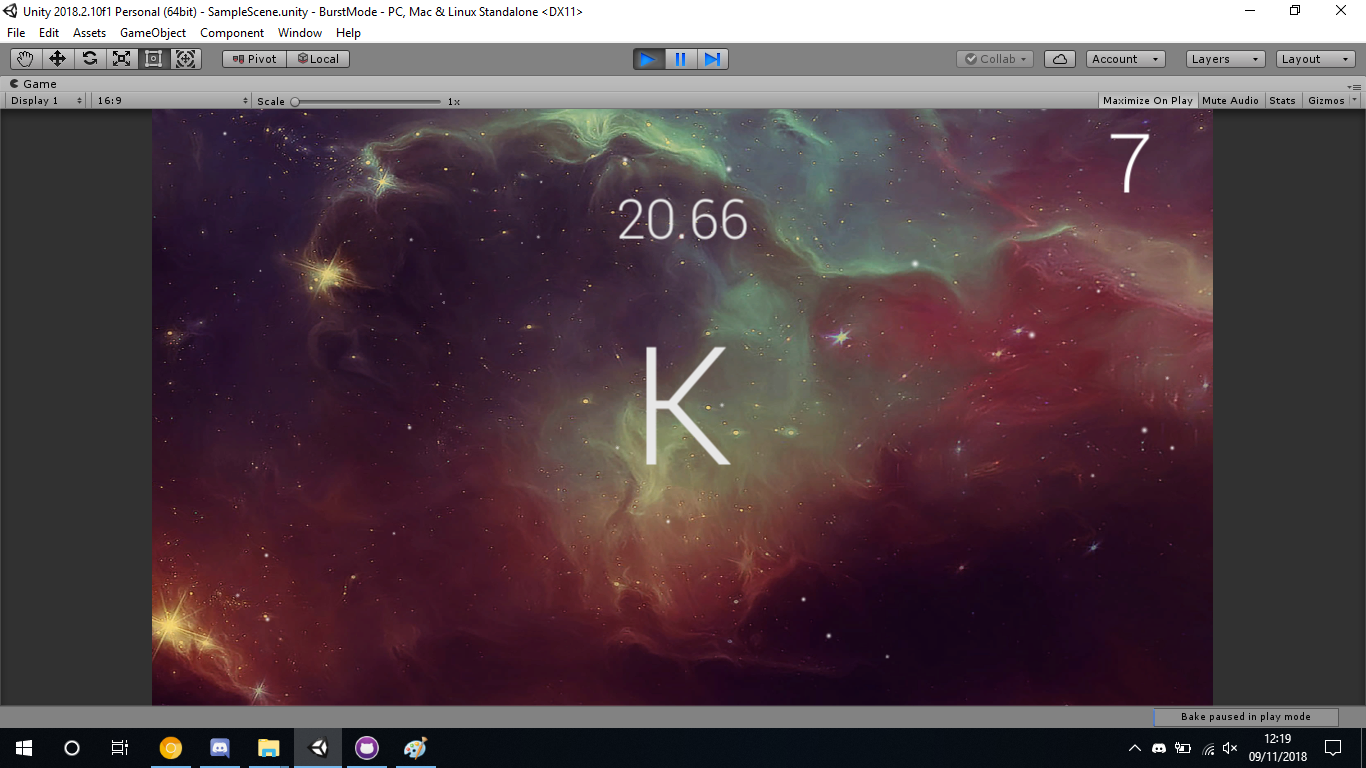 Unity 2018.2.10f1 Personal (64bit) - SampleScene.unity - BurstMode - PC, Mac & Linux Standalone <DX11>
File Edit Assets GameObject Component Window Help
Pivot Local Collab Account Layers Layout
Game
Display 1 16:9 Scale 1x Maximize On Play Mute Audio Stats Gizmos
7
20.66
K
Bake paused in play mode
12:19
09/11/2018